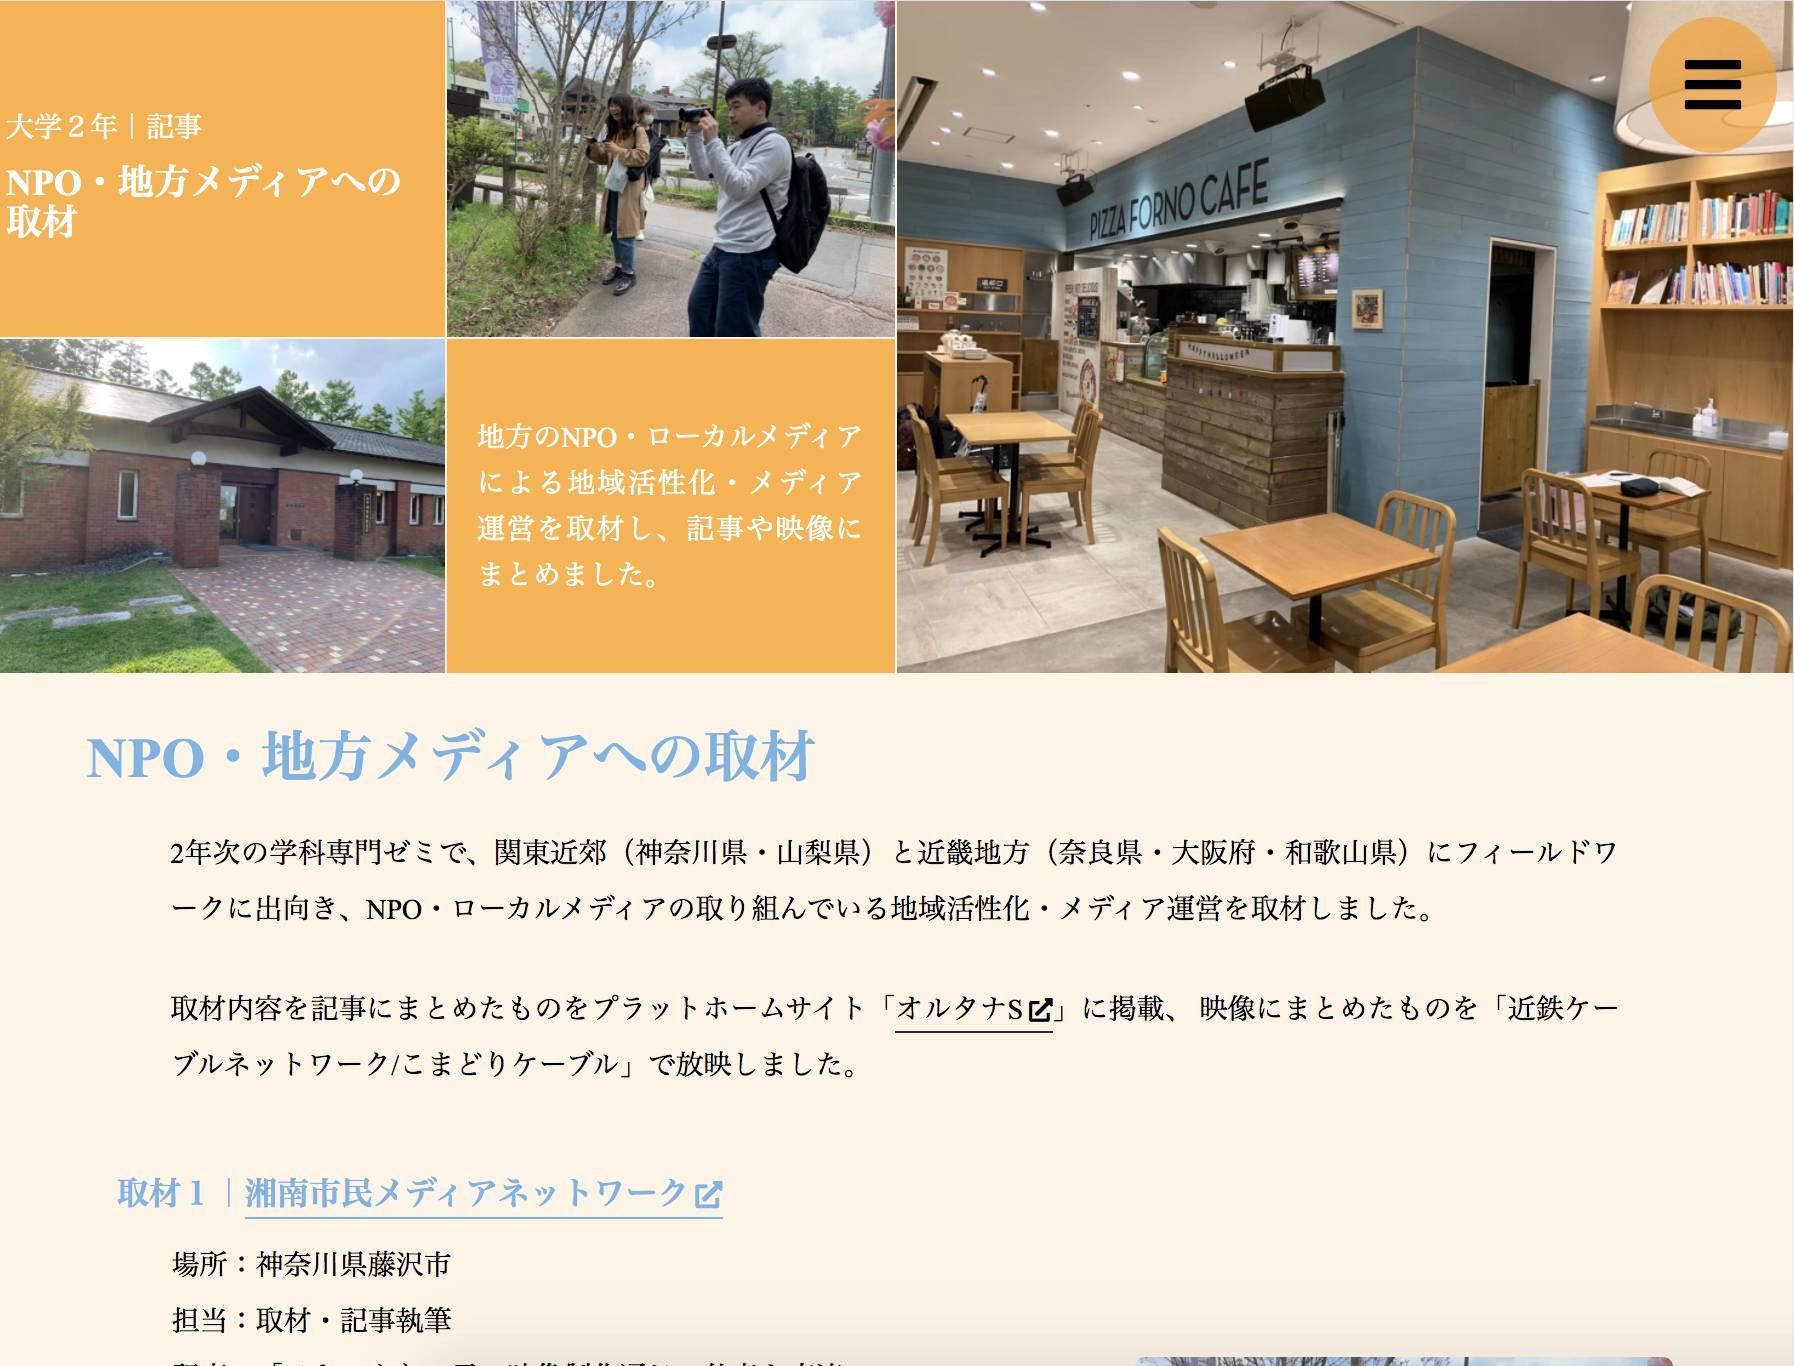 大学２年｜記事
NPO・地方メディアへの
取材
PIZZA FORNO CAFE
返却口
HAPPY HALLOWEEN
地方のNPO・ローカルメディア
による地域活性化・メディア
運営を取材し、記事や映像に
まとめました。
NPO・地方メディアへの取材
2年次の学科専門ゼミで、関東近郊（神奈川県・山梨県）と近畿地方（奈良県・大阪府・和歌山県）にフィールドワ
ークに出向き、NPO・ローカルメディアの取り組んでいる地域活性化・メディア運営を取材しました。
取材内容を記事にまとめたものをプラットホームサイト「オルタナS」に掲載、 映像にまとめたものを「近鉄ケー
ブルネットワーク/こまどりケーブル」で放映しました。
取材１｜湘南市民メディアネットワーク
場所：神奈川県藤沢市
担当：取材・記事執筆